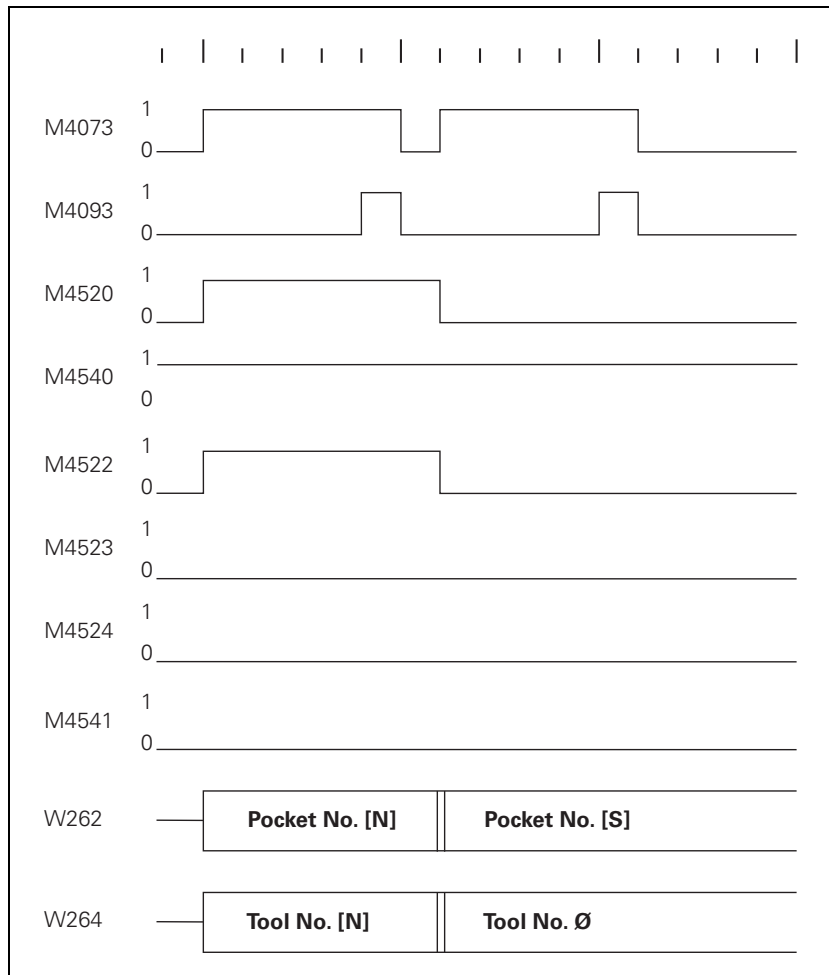 M4073 1
0
M4093 1
0
M4520 1
0
M4540 1
0
M4522 1
0
M4523 1
0
M4524 1
0
M4541 1
0
W262 Pocket No. [N] Pocket No. [S]
W264 Tool No. [N] Tool No. Ø